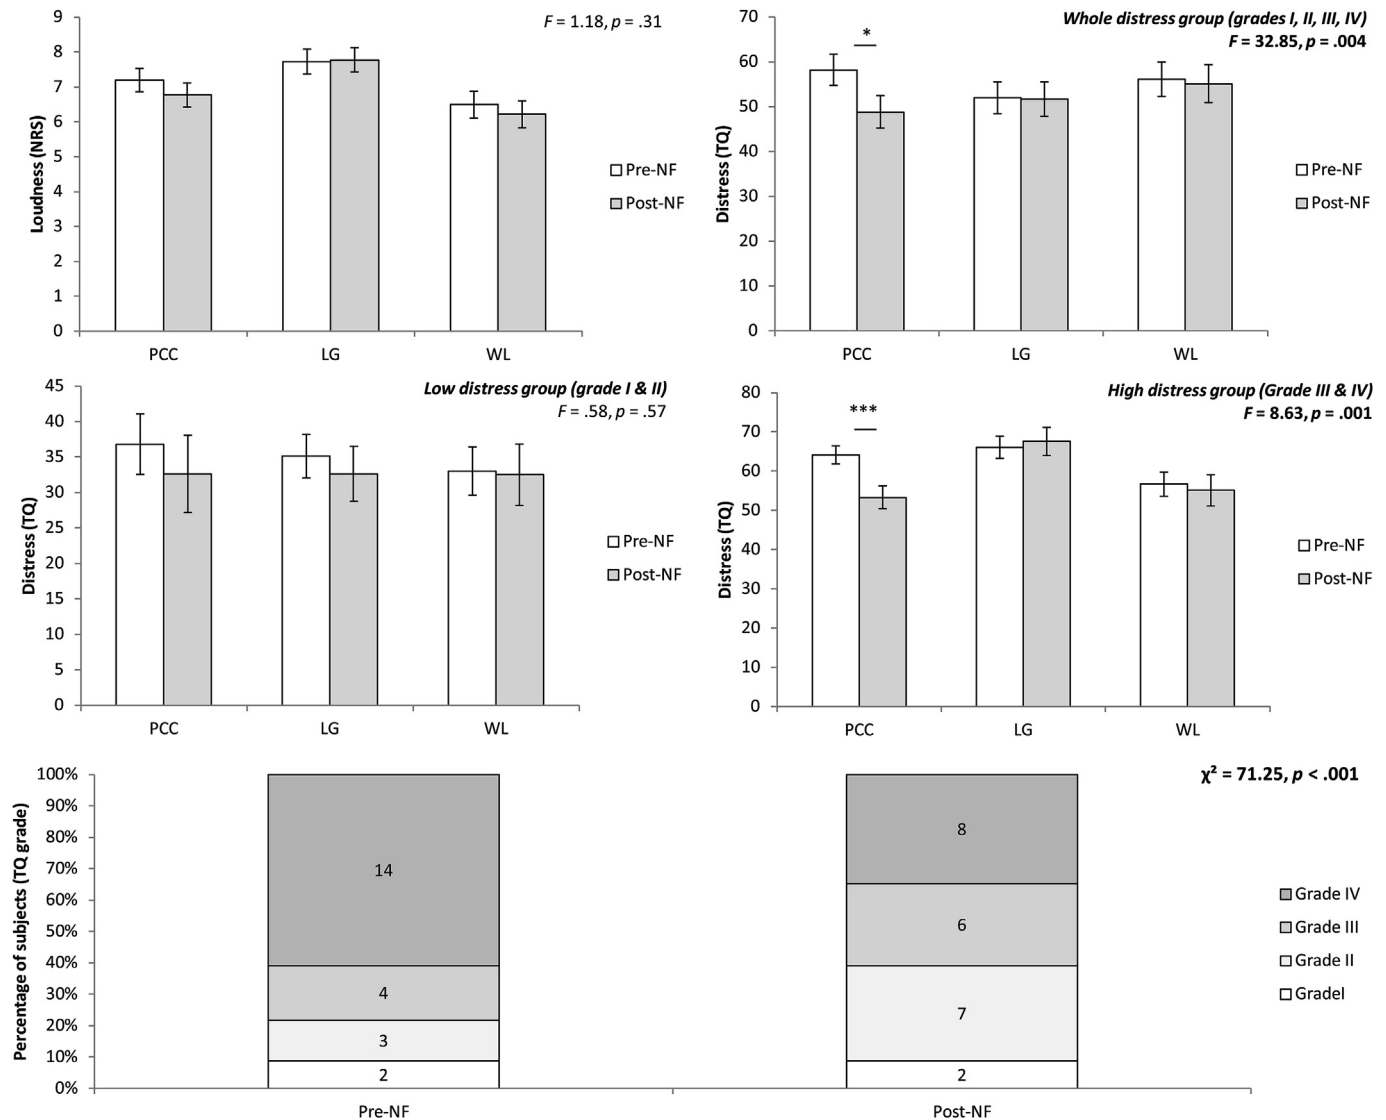 9
8
7
6
5
4
3
2
1
0
Loudness (NRS)
F = 1.18, p = .31
Pre-NF
Post-NF
PCC LG WL
70
60
50
40
30
20
10
0
Distress (TQ)
Whole distress group (grades I, II, III, IV)
F = 32.85, p = .004
*
Pre-NF
Post-NF
PCC LG WL
45
40
35
30
25
20
15
10
5
0
Distress (TQ)
Low distress group (grade I & II)
F = .58, p = .57
Pre-NF
Post-NF
PCC LG WL
80
70
60
50
40
30
20
10
0
Distress (TQ)
High distress group (Grade III & IV)
F = 8.63, p = .001
***
Pre-NF
Post-NF
PCC LG WL
100%
90%
80%
70%
60%
50%
40%
30%
20%
10%
0%
Percentage of subjects (TQ grade)
χ² = 71.25, p < .001
14
4
3
2
8
6
7
2
Grade IV
Grade III
Grade II
GradeI
Pre-NF Post-NF